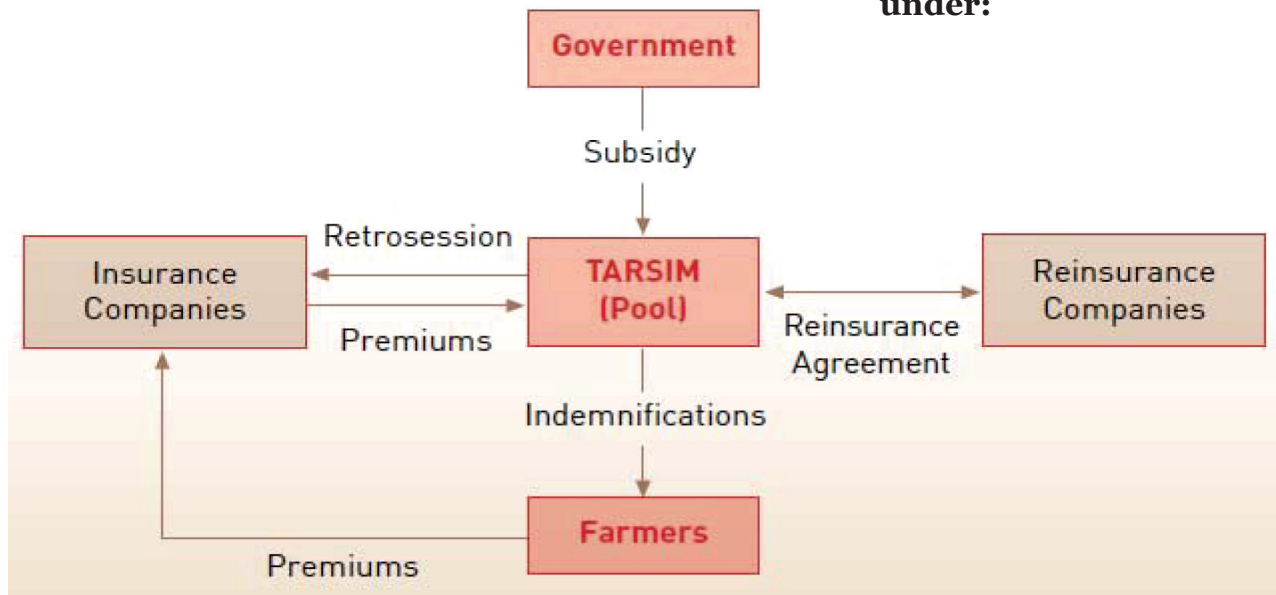 under:
Government
Subsidy
Retrosession
Insurance
Companies
Premiums
TARSIM
(Pool)
Reinsurance
Agreement
Reinsurance
Companies
Indemnifications
Farmers
Premiums